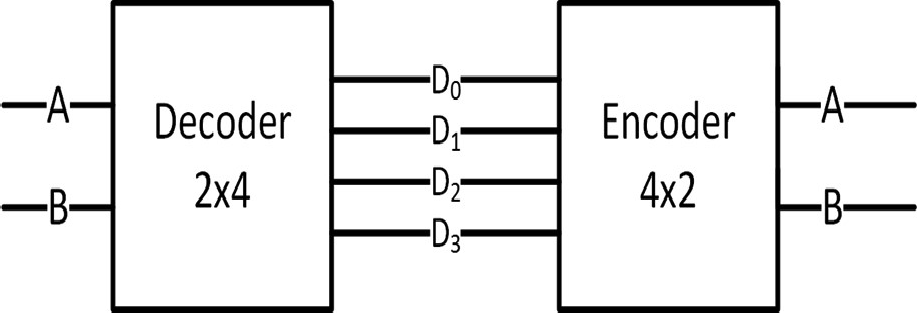 A
B
Decoder
2x4
D₀
D₁
D₂
D₃
Encoder
4x2
A
B